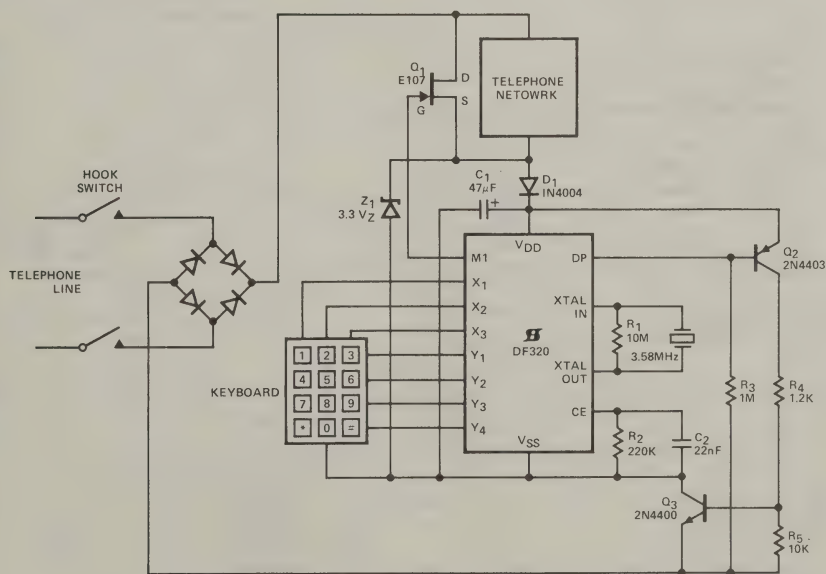 Q1
E107
D
S
G
TELEPHONE
NETOWRK
HOOK
SWITCH
TELEPHONE
LINE
C1
47µF
+
D1
IN4004
Z1
3.3 VZ
VDD
M1
X1
X2
X3
Y1
Y2
Y3
Y4
DP
XTAL
IN
XTAL
OUT
CE
VSS
DF320
R1
10M
3.58MHz
Q2
2N4403
R3
1M
R4
1.2K
R2
220K
C2
22nF
Q3
2N4400
R5
10K
KEYBOARD
1 2 3
4 5 6
7 8 9
* 0 =